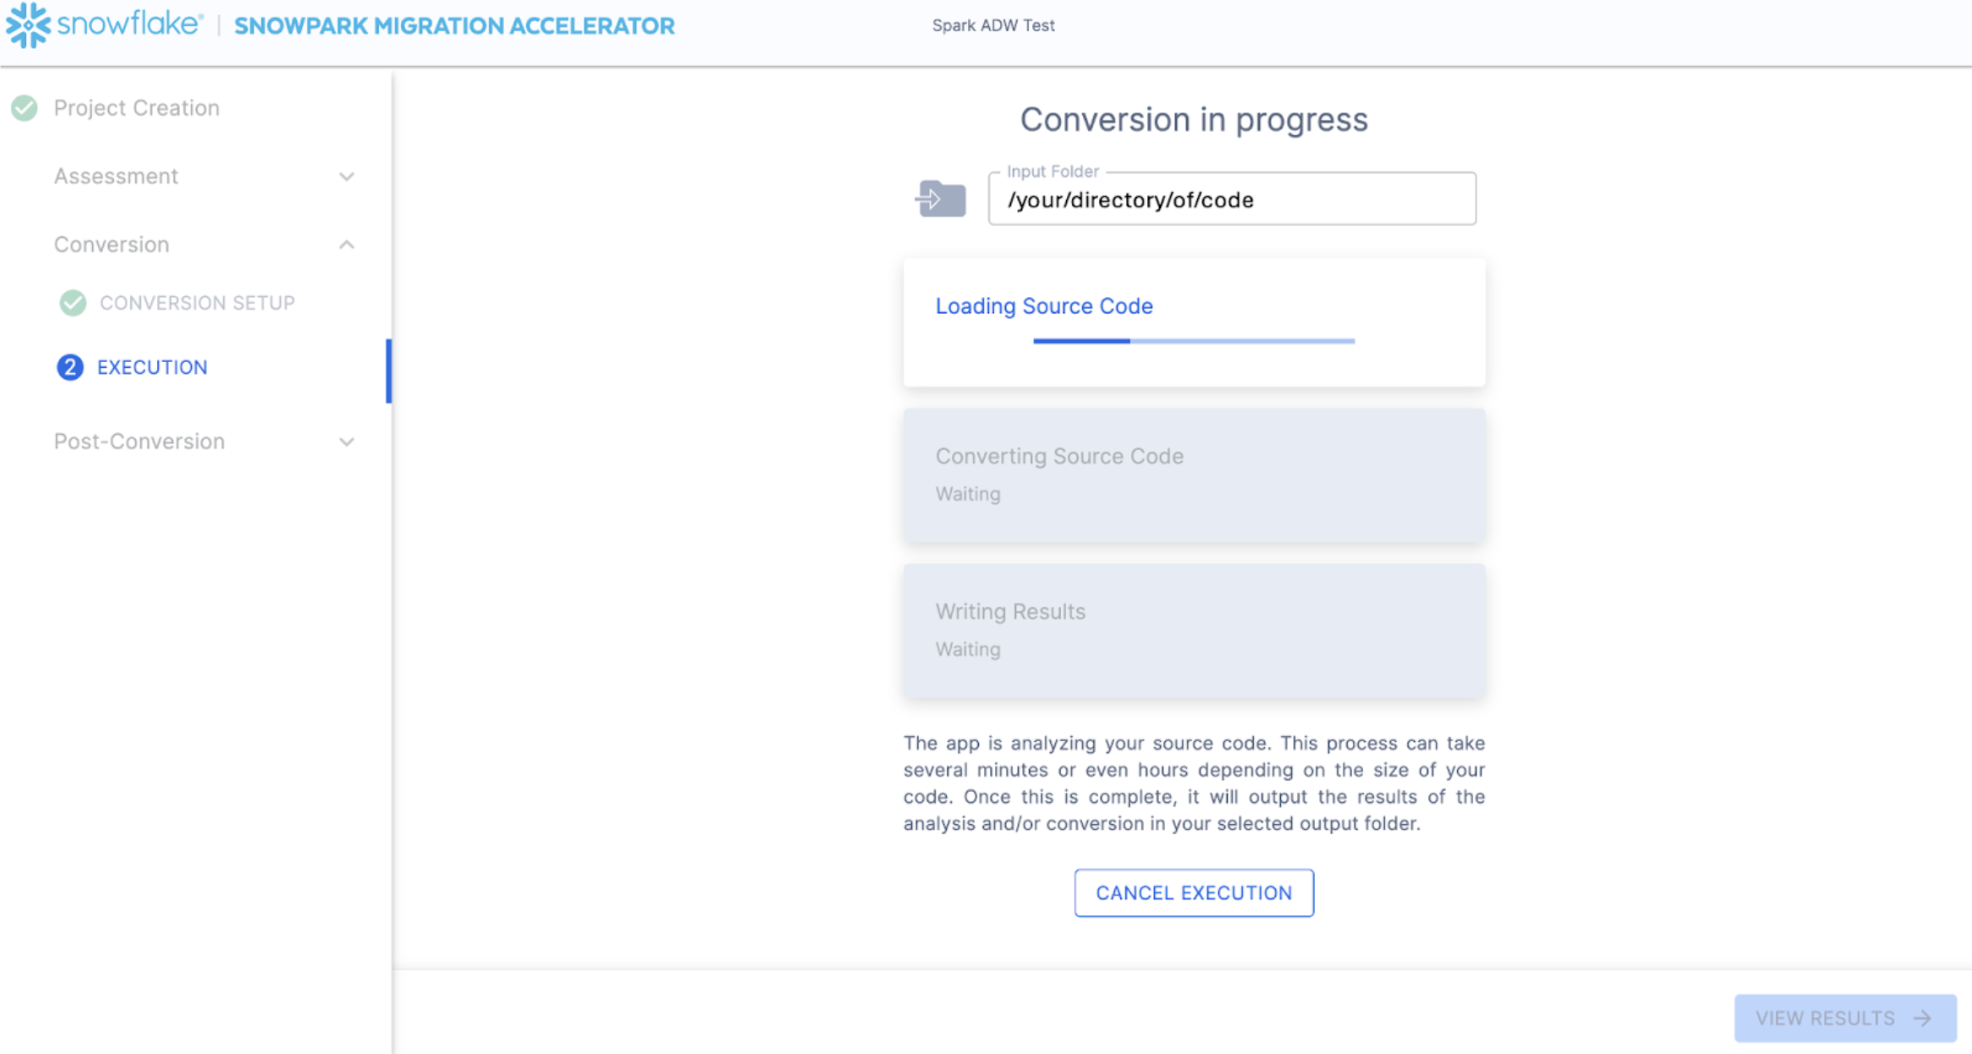 snowflake® | SNOWPARK MIGRATION ACCELERATOR
Spark ADW Test
Project Creation
Assessment
Conversion
CONVERSION SETUP
2 EXECUTION
Post-Conversion
Conversion in progress
Input Folder
/your/directory/of/code
Loading Source Code
Converting Source Code
Waiting
Writing Results
Waiting
The app is analyzing your source code. This process can take
several minutes or even hours depending on the size of your
code. Once this is complete, it will output the results of the
analysis and/or conversion in your selected output folder.
CANCEL EXECUTION
VIEW RESULTS